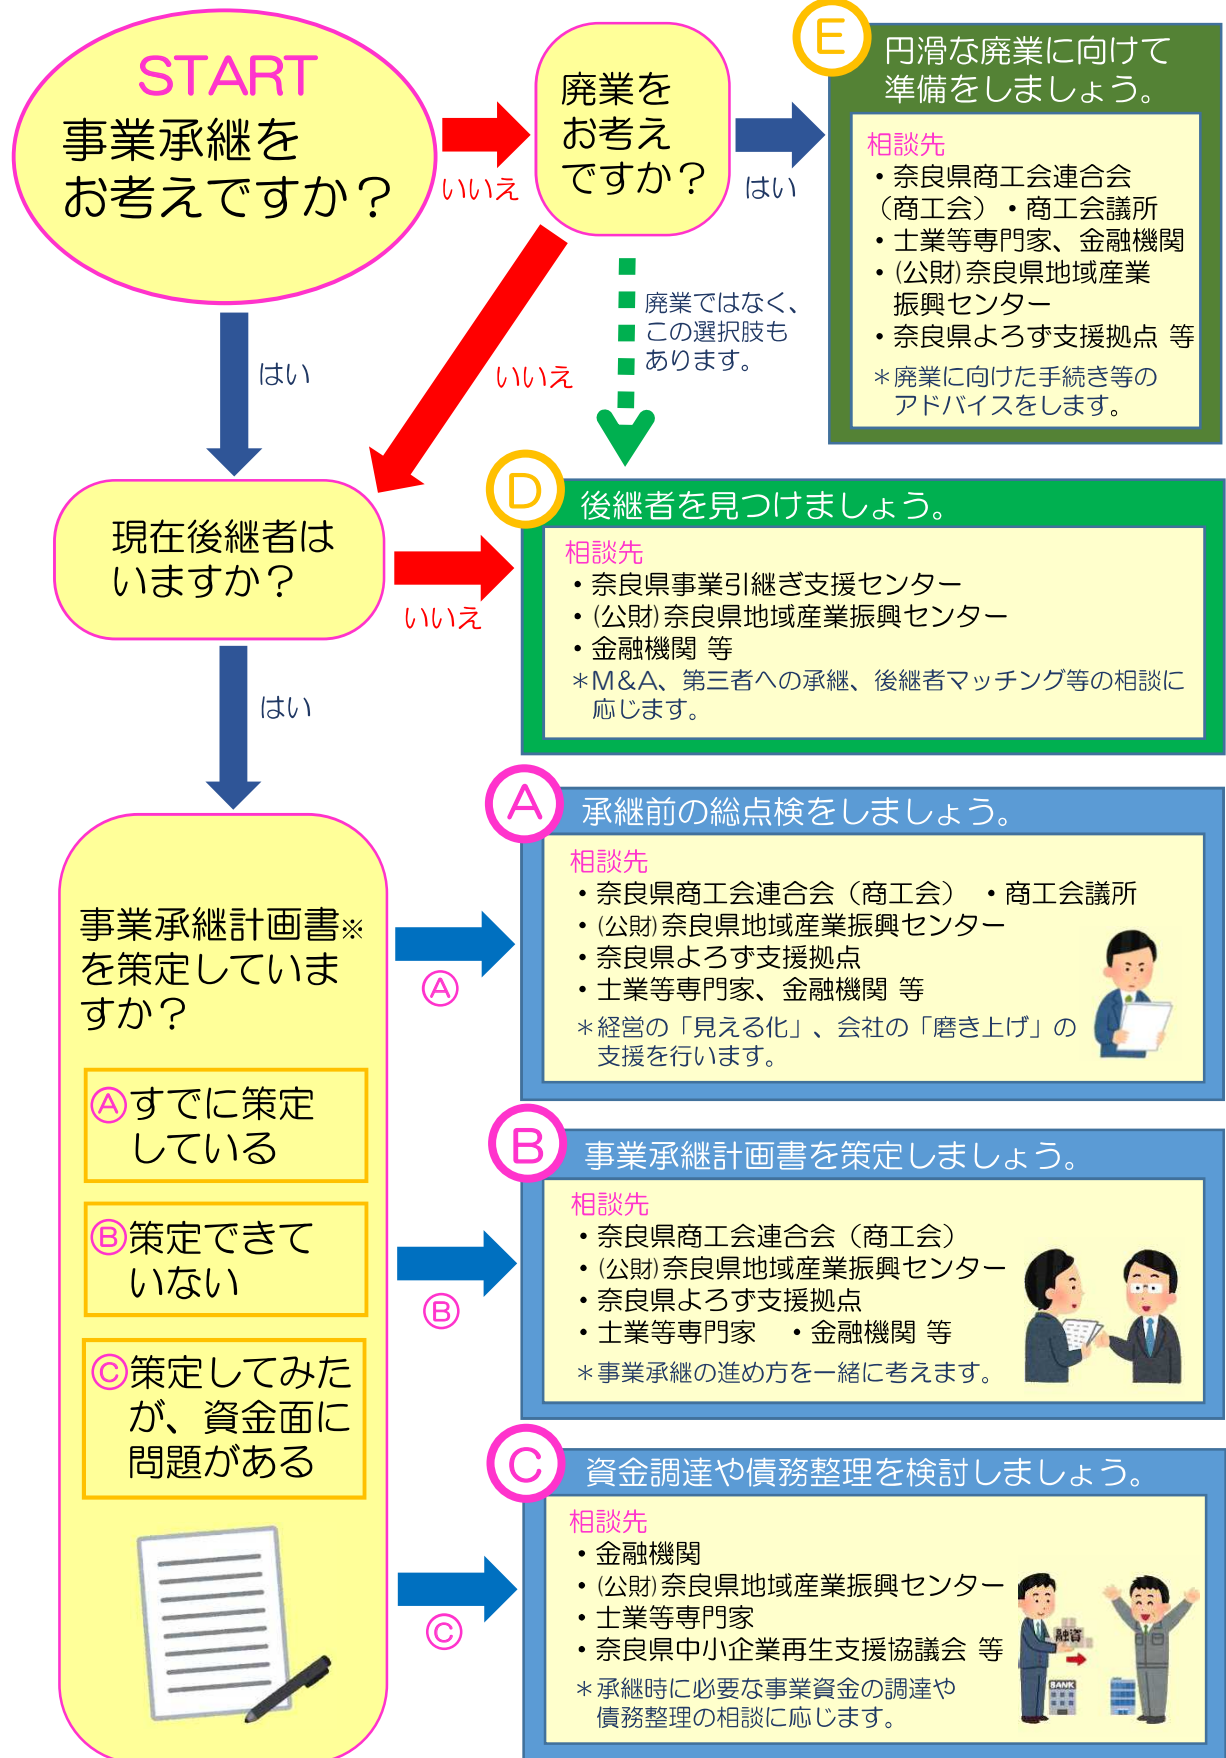 START
事業承継を
お考えですか？
いいえ
廃業を
お考え
ですか？
はい
E
円滑な廃業に向けて
準備をしましょう。
相談先
・奈良県商工会連合会
（商工会）・商工会議所
・士業等専門家、金融機関
・(公財)奈良県地域産業
振興センター
・奈良県よろず支援拠点 等
＊廃業に向けた手続き等の
アドバイスをします。
はい
いいえ
廃業ではなく、
この選択肢も
あります。
現在後継者は
いますか？
いいえ
D
後継者を見つけましょう。
相談先
・奈良県事業引継ぎ支援センター
・(公財)奈良県地域産業振興センター
・金融機関 等
＊M&A、第三者への承継、後継者マッチング等の相談に
応じます。
はい
事業承継計画書※
を策定していま
すか？
Ⓐすでに策定
している
Ⓑ策定できて
いない
Ⓒ策定してみた
が、資金面に
問題がある
Ⓐ
A
承継前の総点検をしましょう。
相談先
・奈良県商工会連合会（商工会） ・商工会議所
・(公財)奈良県地域産業振興センター
・奈良県よろず支援拠点
・士業等専門家、金融機関 等
＊経営の「見える化」、会社の「磨き上げ」の
支援を行います。
Ⓑ
B
事業承継計画書を策定しましょう。
相談先
・奈良県商工会連合会（商工会）
・(公財)奈良県地域産業振興センター
・奈良県よろず支援拠点
・士業等専門家 ・金融機関 等
＊事業承継の進め方を一緒に考えます。
Ⓒ
C
資金調達や債務整理を検討しましょう。
相談先
・金融機関
・(公財)奈良県地域産業振興センター
・士業等専門家
・奈良県中小企業再生支援協議会 等
＊承継時に必要な事業資金の調達や
債務整理の相談に応じます。
融資
BANK